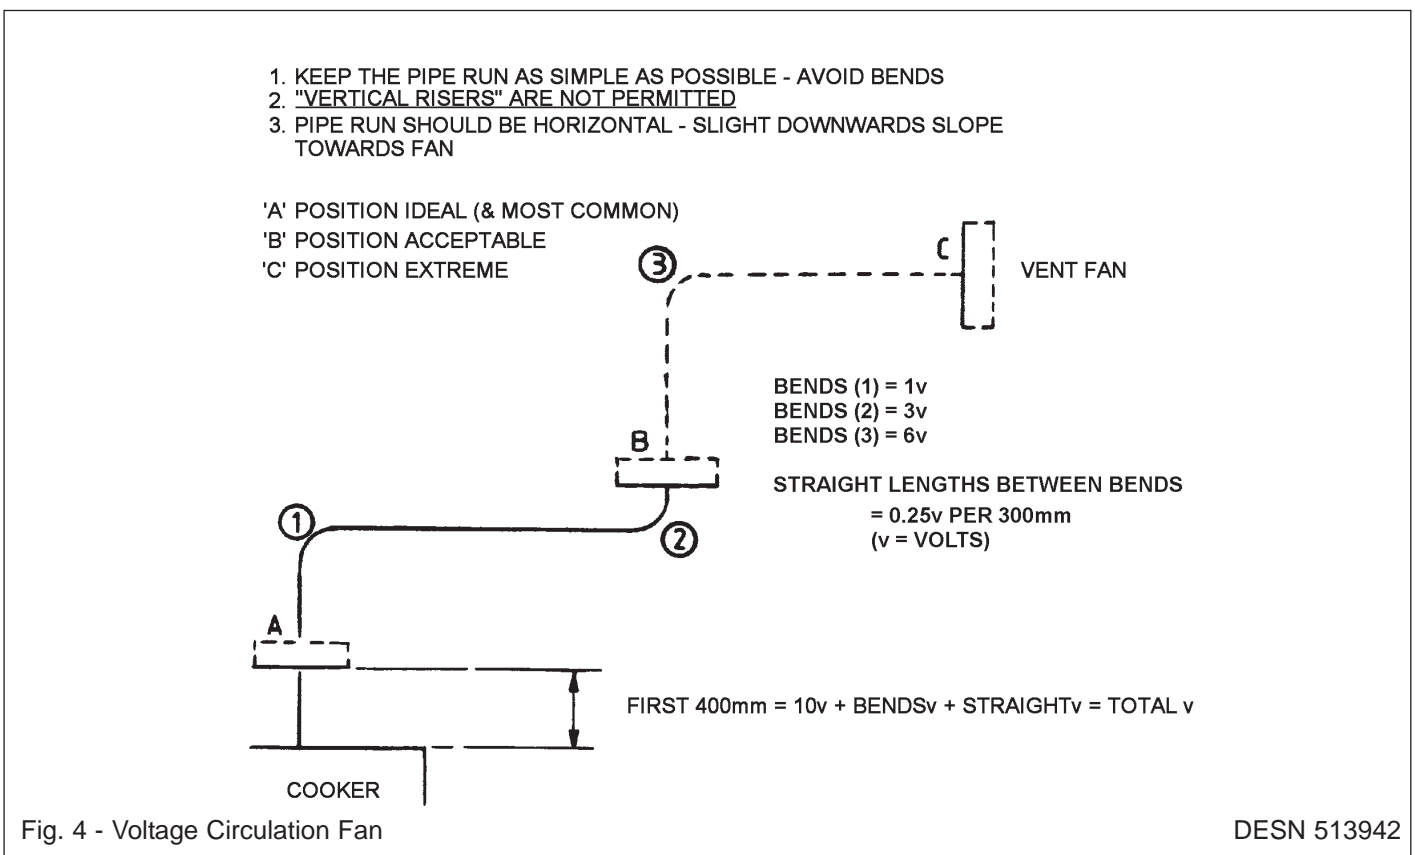 1. KEEP THE PIPE RUN AS SIMPLE AS POSSIBLE - AVOID BENDS
2. "VERTICAL RISERS" ARE NOT PERMITTED
3. PIPE RUN SHOULD BE HORIZONTAL - SLIGHT DOWNWARDS SLOPE
TOWARDS FAN
'A' POSITION IDEAL (& MOST COMMON)
'B' POSITION ACCEPTABLE
'C' POSITION EXTREME
3
C
VENT FAN
BENDS (1) = 1v
BENDS (2) = 3v
BENDS (3) = 6v
B
STRAIGHT LENGTHS BETWEEN BENDS
= 0.25v PER 300mm
(v = VOLTS)
1
2
A
FIRST 400mm = 10v + BENDSv + STRAIGHTv = TOTAL v
COOKER
Fig. 4 - Voltage Circulation Fan
DESN 513942